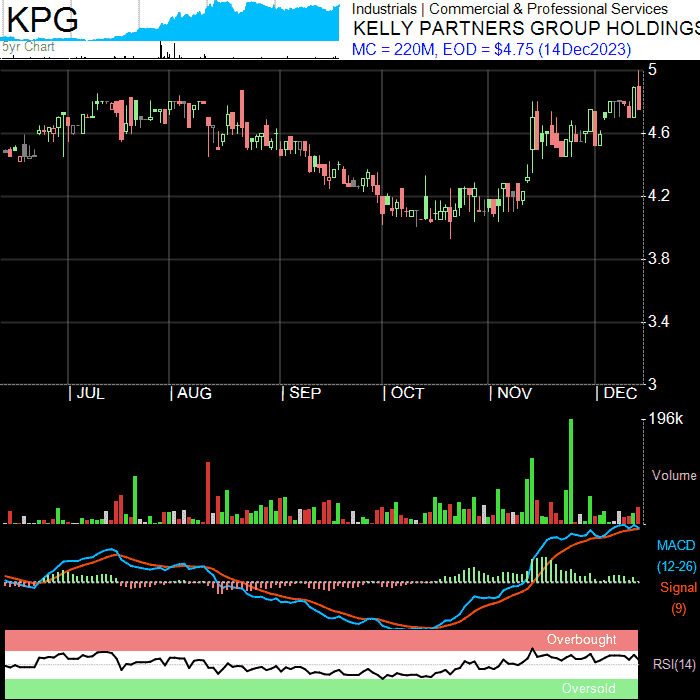 KPG
5yr Chart
Industrials | Commercial & Professional Services
KELLY PARTNERS GROUP HOLDINGS
MC = 220M, EOD = $4.75 (14Dec2023)
5
4.6
4.2
3.8
3.4
3
| JUL | AUG | SEP | OCT | NOV | DEC
196k
Volume
MACD
(12-26)
Signal
(9)
Overbought
RSI(14)
Oversold